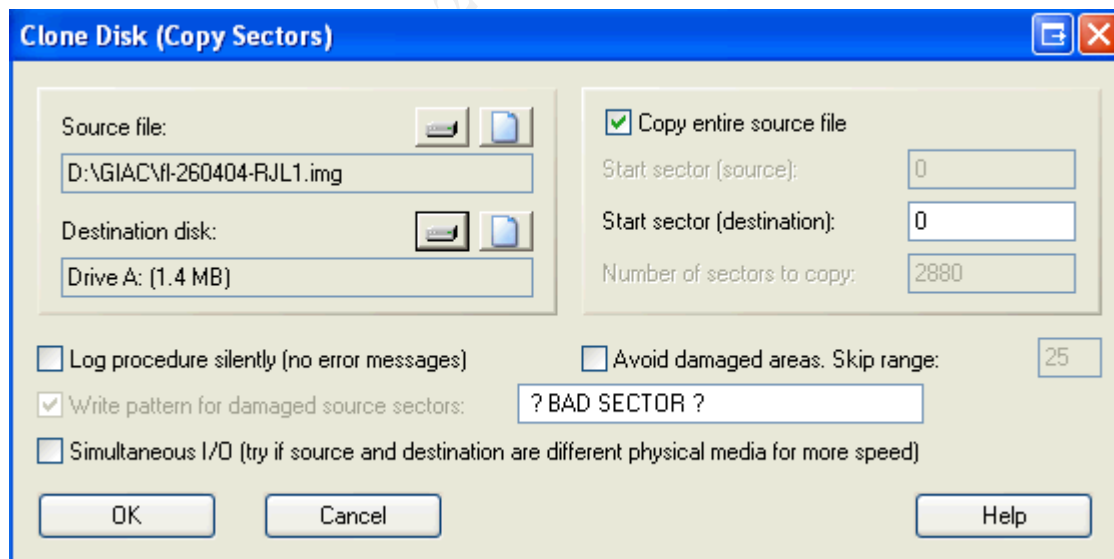 Clone Disk (Copy Sectors)
Source file:
D:\GIAC\fl-260404-RJL1.img
Destination disk:
Drive A: (1.4 MB)
Copy entire source file
Start sector (source): 0
Start sector (destination): 0
Number of sectors to copy: 2880
Log procedure silently (no error messages)
Avoid damaged areas. Skip range: 25
Write pattern for damaged source sectors: ? BAD SECTOR ?
Simultaneous I/O (try if source and destination are different physical media for more speed)
OK Cancel Help